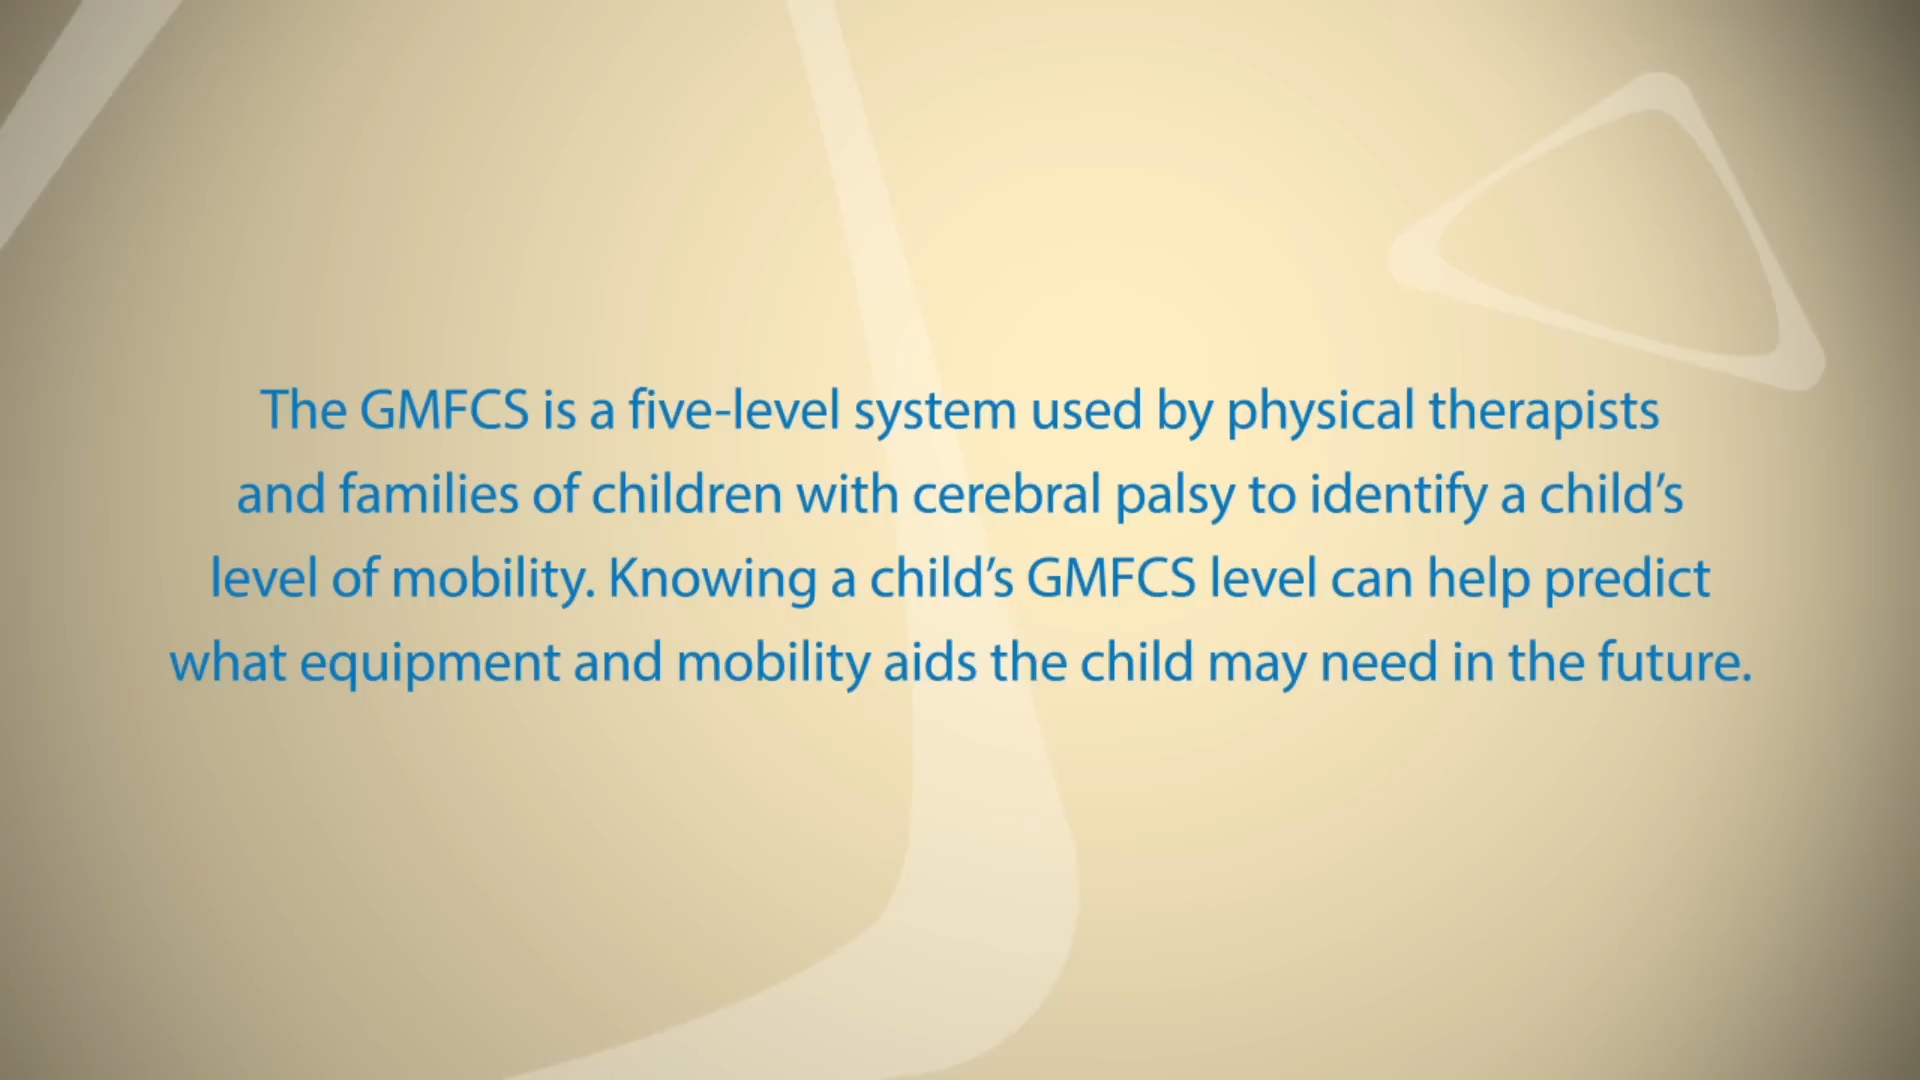 The GMFCS is a five-level system used by physical therapists
and families of children with cerebral palsy to identify a child’s
level of mobility. Knowing a child’s GMFCS level can help predict
what equipment and mobility aids the child may need in the future.